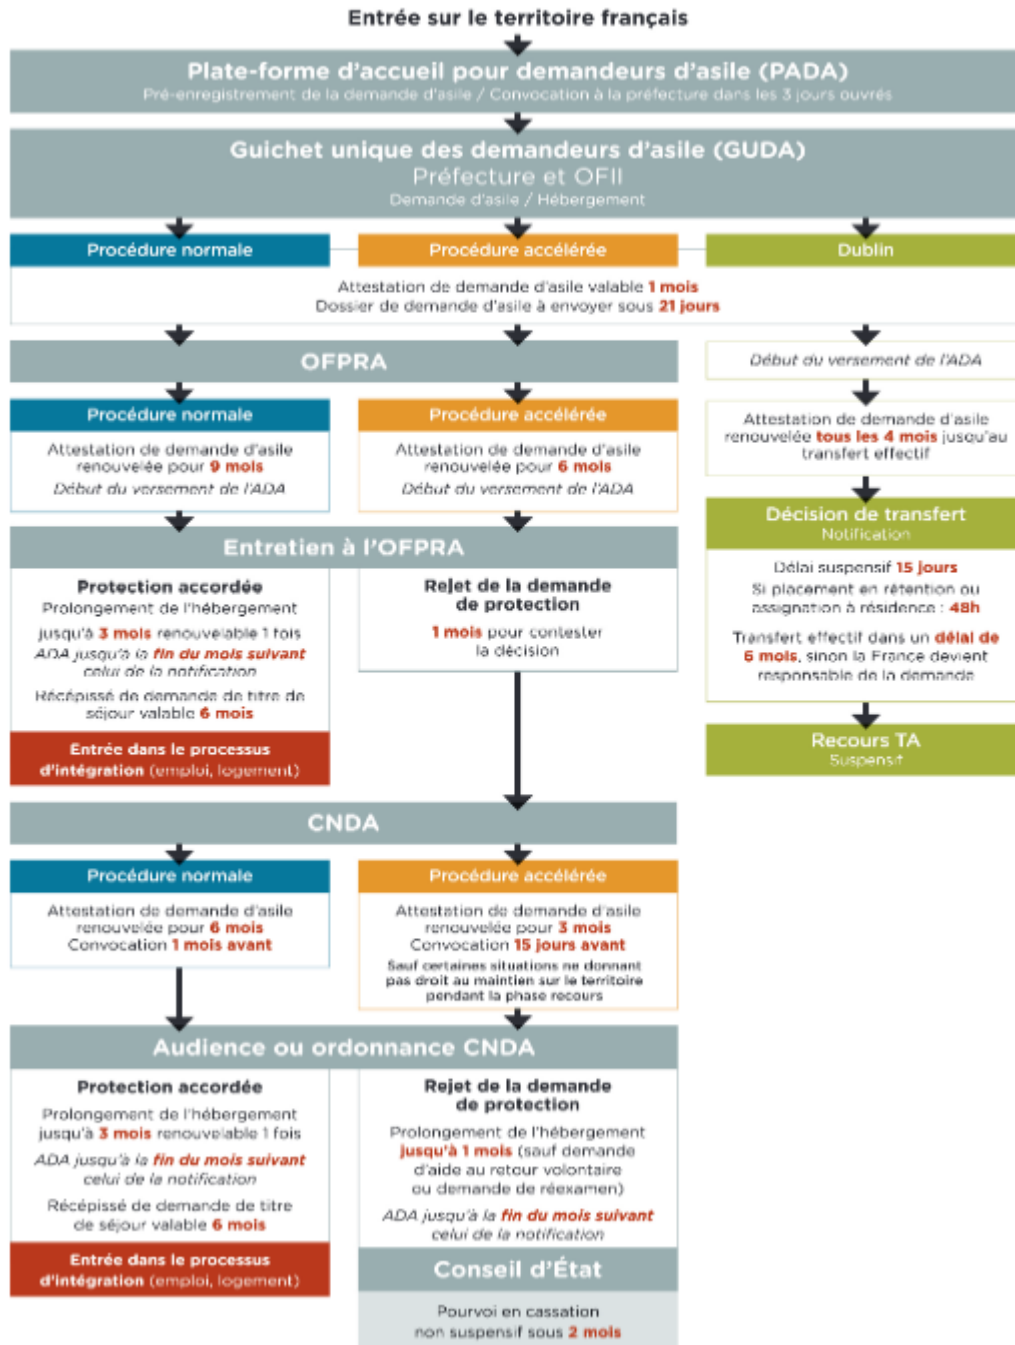 Entrée sur le territoire français
Plate-forme d'accueil pour demandeurs d'asile (PADA)
Pré-enregistrement de la demande d'asile / Convocation à la préfecture dans les 3 jours ouvrés
Guichet unique des demandeurs d'asile (GUDA)
Préfecture et OFII
Demande d'asile / Hébergement
Procédure normale
Procédure accélérée
Dublin
Attestation de demande d'asile valable 1 mois
Dossier de demande d'asile à envoyer sous 21 jours
OFPRA
Début du versement de l'ADA
Procédure normale
Attestation de demande d'asile
renouvelée pour 9 mois
Début du versement de l'ADA
Procédure accélérée
Attestation de demande d'asile
renouvelée pour 6 mois
Début du versement de l'ADA
Attestation de demande d'asile
renouvelée tous les 4 mois jusqu'au
transfert effectif
Entretien à l'OFPRA
Protection accordée
Prolongement de l'hébergement
jusqu'à 3 mois renouvelable 1 fois
ADA jusqu'à la fin du mois suivant
celui de la notification
Récépissé de demande de titre de
séjour valable 6 mois
Entrée dans le processus
d'intégration (emploi, logement)
Rejet de la demande
de protection
1 mois pour contester
la décision
Décision de transfert
Notification
Délai suspensif 15 jours
Si placement en rétention ou
assignation à résidence : 48h
Transfert effectif dans un délai de
6 mois, sinon la France devient
responsable de la demande
Recours TA
Suspensif
CNDA
Procédure normale
Attestation de demande d'asile
renouvelée pour 6 mois
Convocation 1 mois avant
Procédure accélérée
Attestation de demande d'asile
renouvelée pour 3 mois
Convocation 15 jours avant
Sauf certaines situations ne donnant
pas droit au maintien sur le territoire
pendant la phase recours
Audience ou ordonnance CNDA
Protection accordée
Prolongement de l'hébergement
jusqu'à 3 mois renouvelable 1 fois
ADA jusqu'à la fin du mois suivant
celui de la notification
Récépissé de demande de titre
de séjour valable 6 mois
Entrée dans le processus
d'intégration (emploi, logement)
Rejet de la demande
de protection
Prolongement de l'hébergement
jusqu'à 1 mois (sauf demande
d'aide au retour volontaire
ou demande de réexamen)
ADA jusqu'à la fin du mois suivant
celui de la notification
Conseil d'État
Pourvoi en cassation
non suspensif sous 2 mois